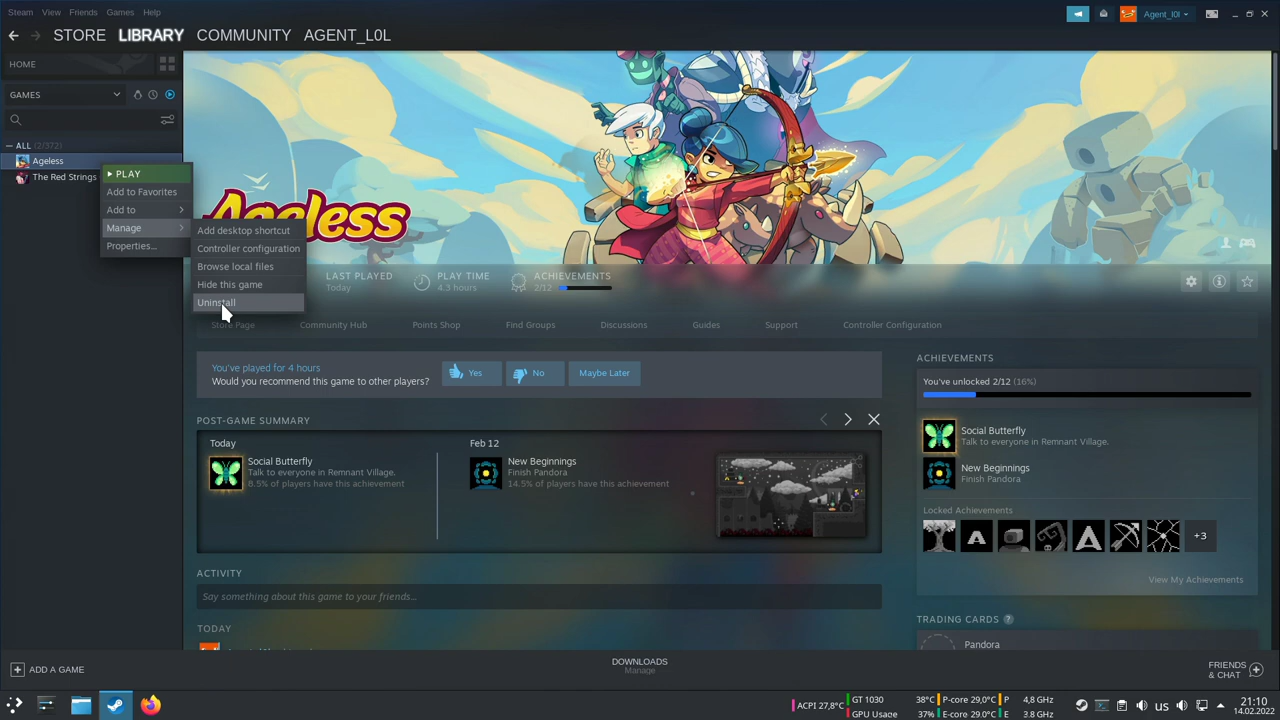 Steam View Friends Games Help
Agent_l0l
STORE LIBRARY COMMUNITY AGENT_L0L
HOME
GAMES
— ALL (2/372)
Ageless
The Red Strings
PLAY
Add to Favorites
Add to
Manage
Properties...
Add desktop shortcut
Controller configuration
Browse local files
Hide this game
Uninstall
Ageless
LAST PLAYED
Today
PLAY TIME
4.3 hours
ACHIEVEMENTS
2/12
Store Page Community Hub Points Shop Find Groups Discussions Guides Support Controller Configuration
You've played for 4 hours
Would you recommend this game to other players?
Yes No Maybe Later
POST-GAME SUMMARY
Today
Social Butterfly
Talk to everyone in Remnant Village.
8.5% of players have this achievement
Feb 12
New Beginnings
Finish Pandora
14.5% of players have this achievement
ACTIVITY
Say something about this game to your friends...
TODAY
ACHIEVEMENTS
You've unlocked 2/12 (16%)
Social Butterfly
Talk to everyone in Remnant Village.
New Beginnings
Finish Pandora
Locked Achievements
+3
View My Achievements
TRADING CARDS ?
Pandora
ADD A GAME
DOWNLOADS
Manage
FRIENDS
& CHAT
ACPI 27,8°C
GT 1030 38°C P-core 29,0°C P 4,8 GHz
GPU Usage 37% E-core 29,0°C E 3.8 GHz
us
21:10
14.02.2022